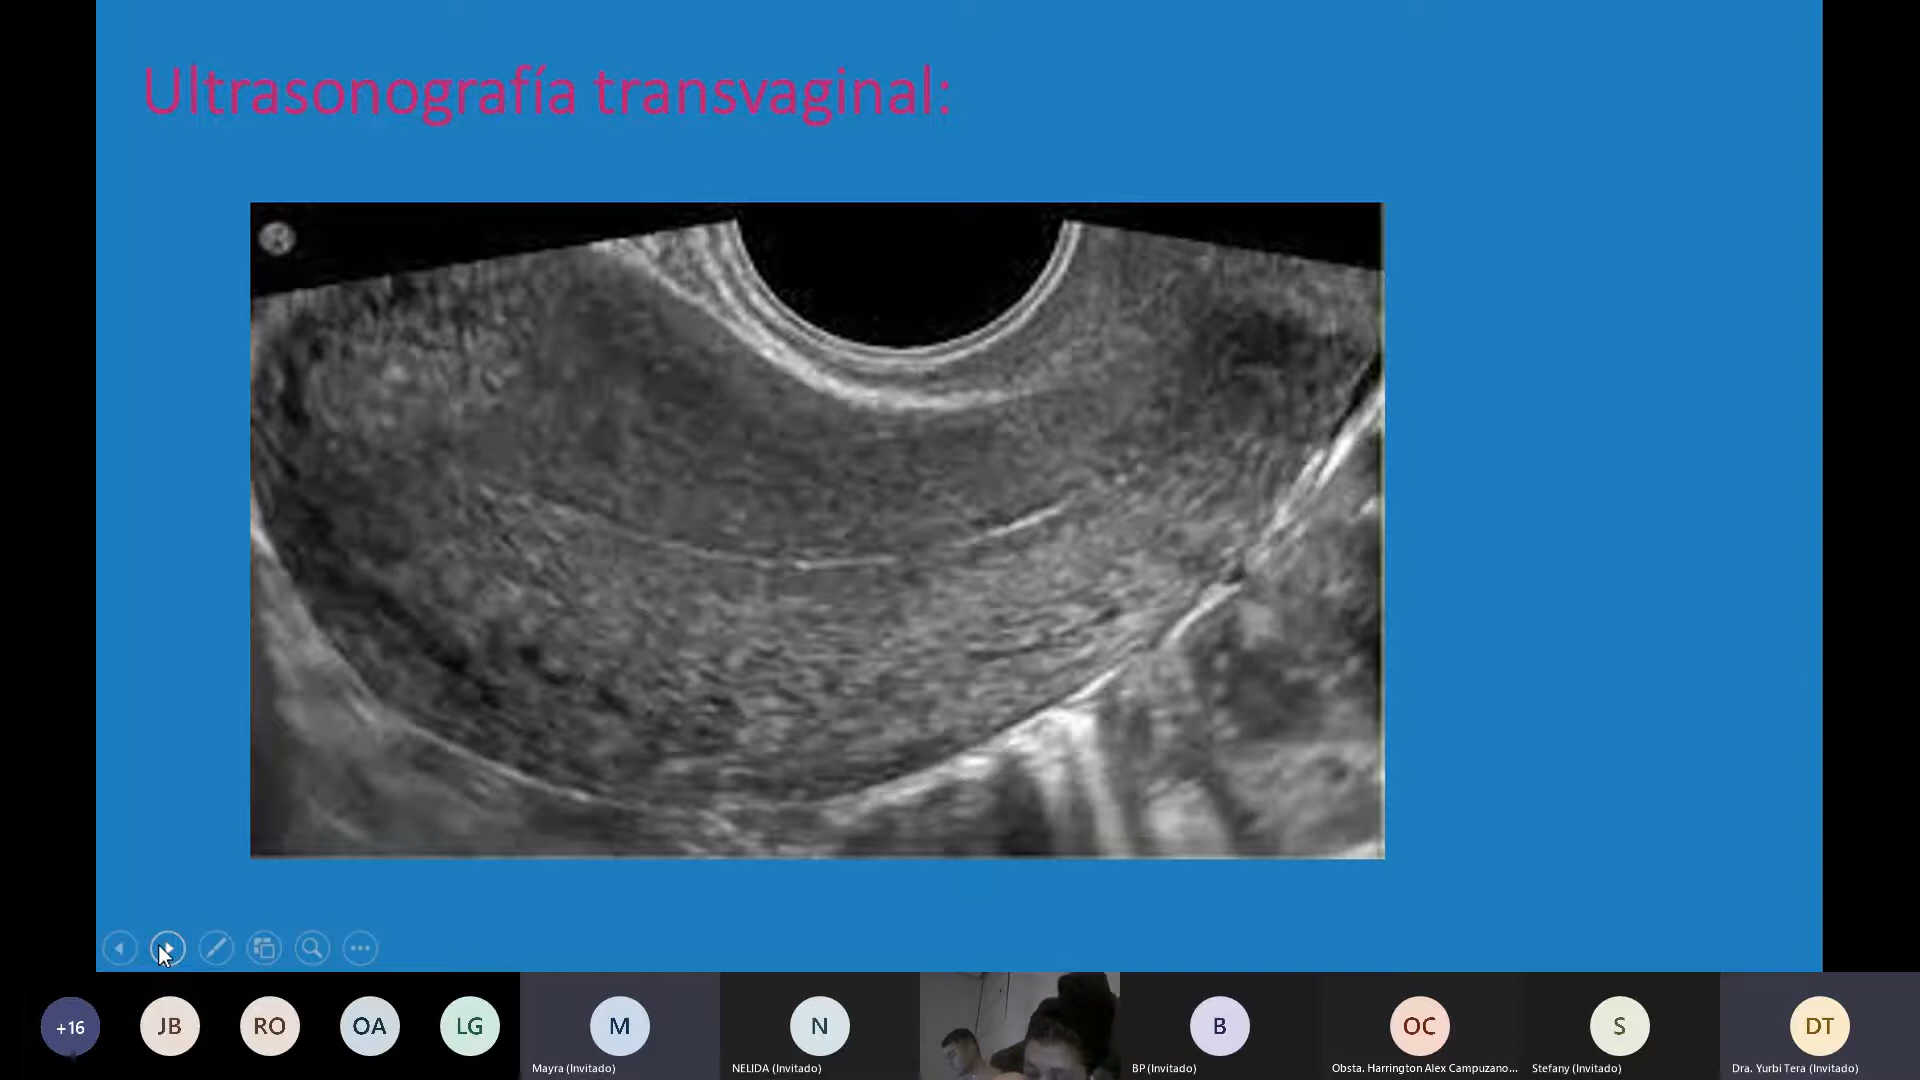 Ultrasonografía transvaginal:
+16
JB
RO
OA
LG
M
N
B
OC
S
DT
Mayra (Invitado)
NELIDA (Invitado)
BP (Invitado)
Obsta. Harrington Alex Campuzano...
Stefany (Invitado)
Dra. Yurbi Tera (Invitado)